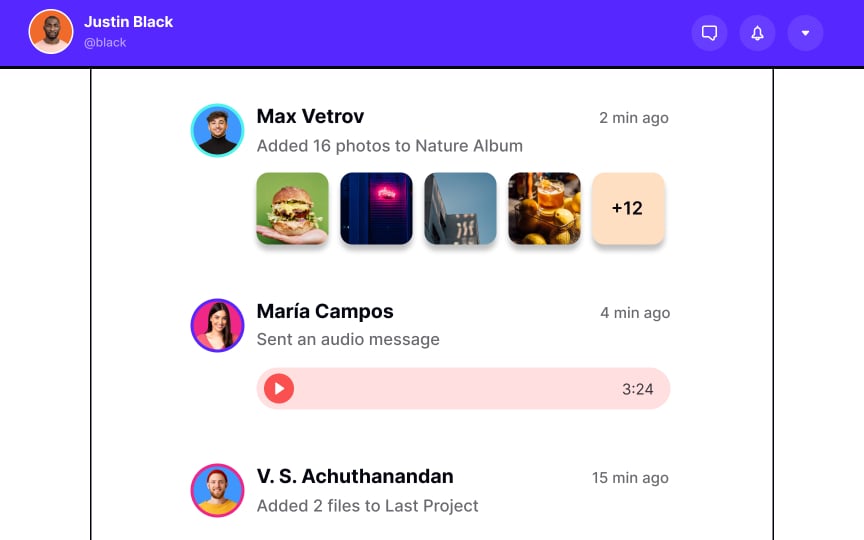 Justin Black
@black
Max Vetrov
2 min ago
Added 16 photos to Nature Album
+12
María Campos
4 min ago
Sent an audio message
3:24
V. S. Achuthanandan
15 min ago
Added 2 files to Last Project